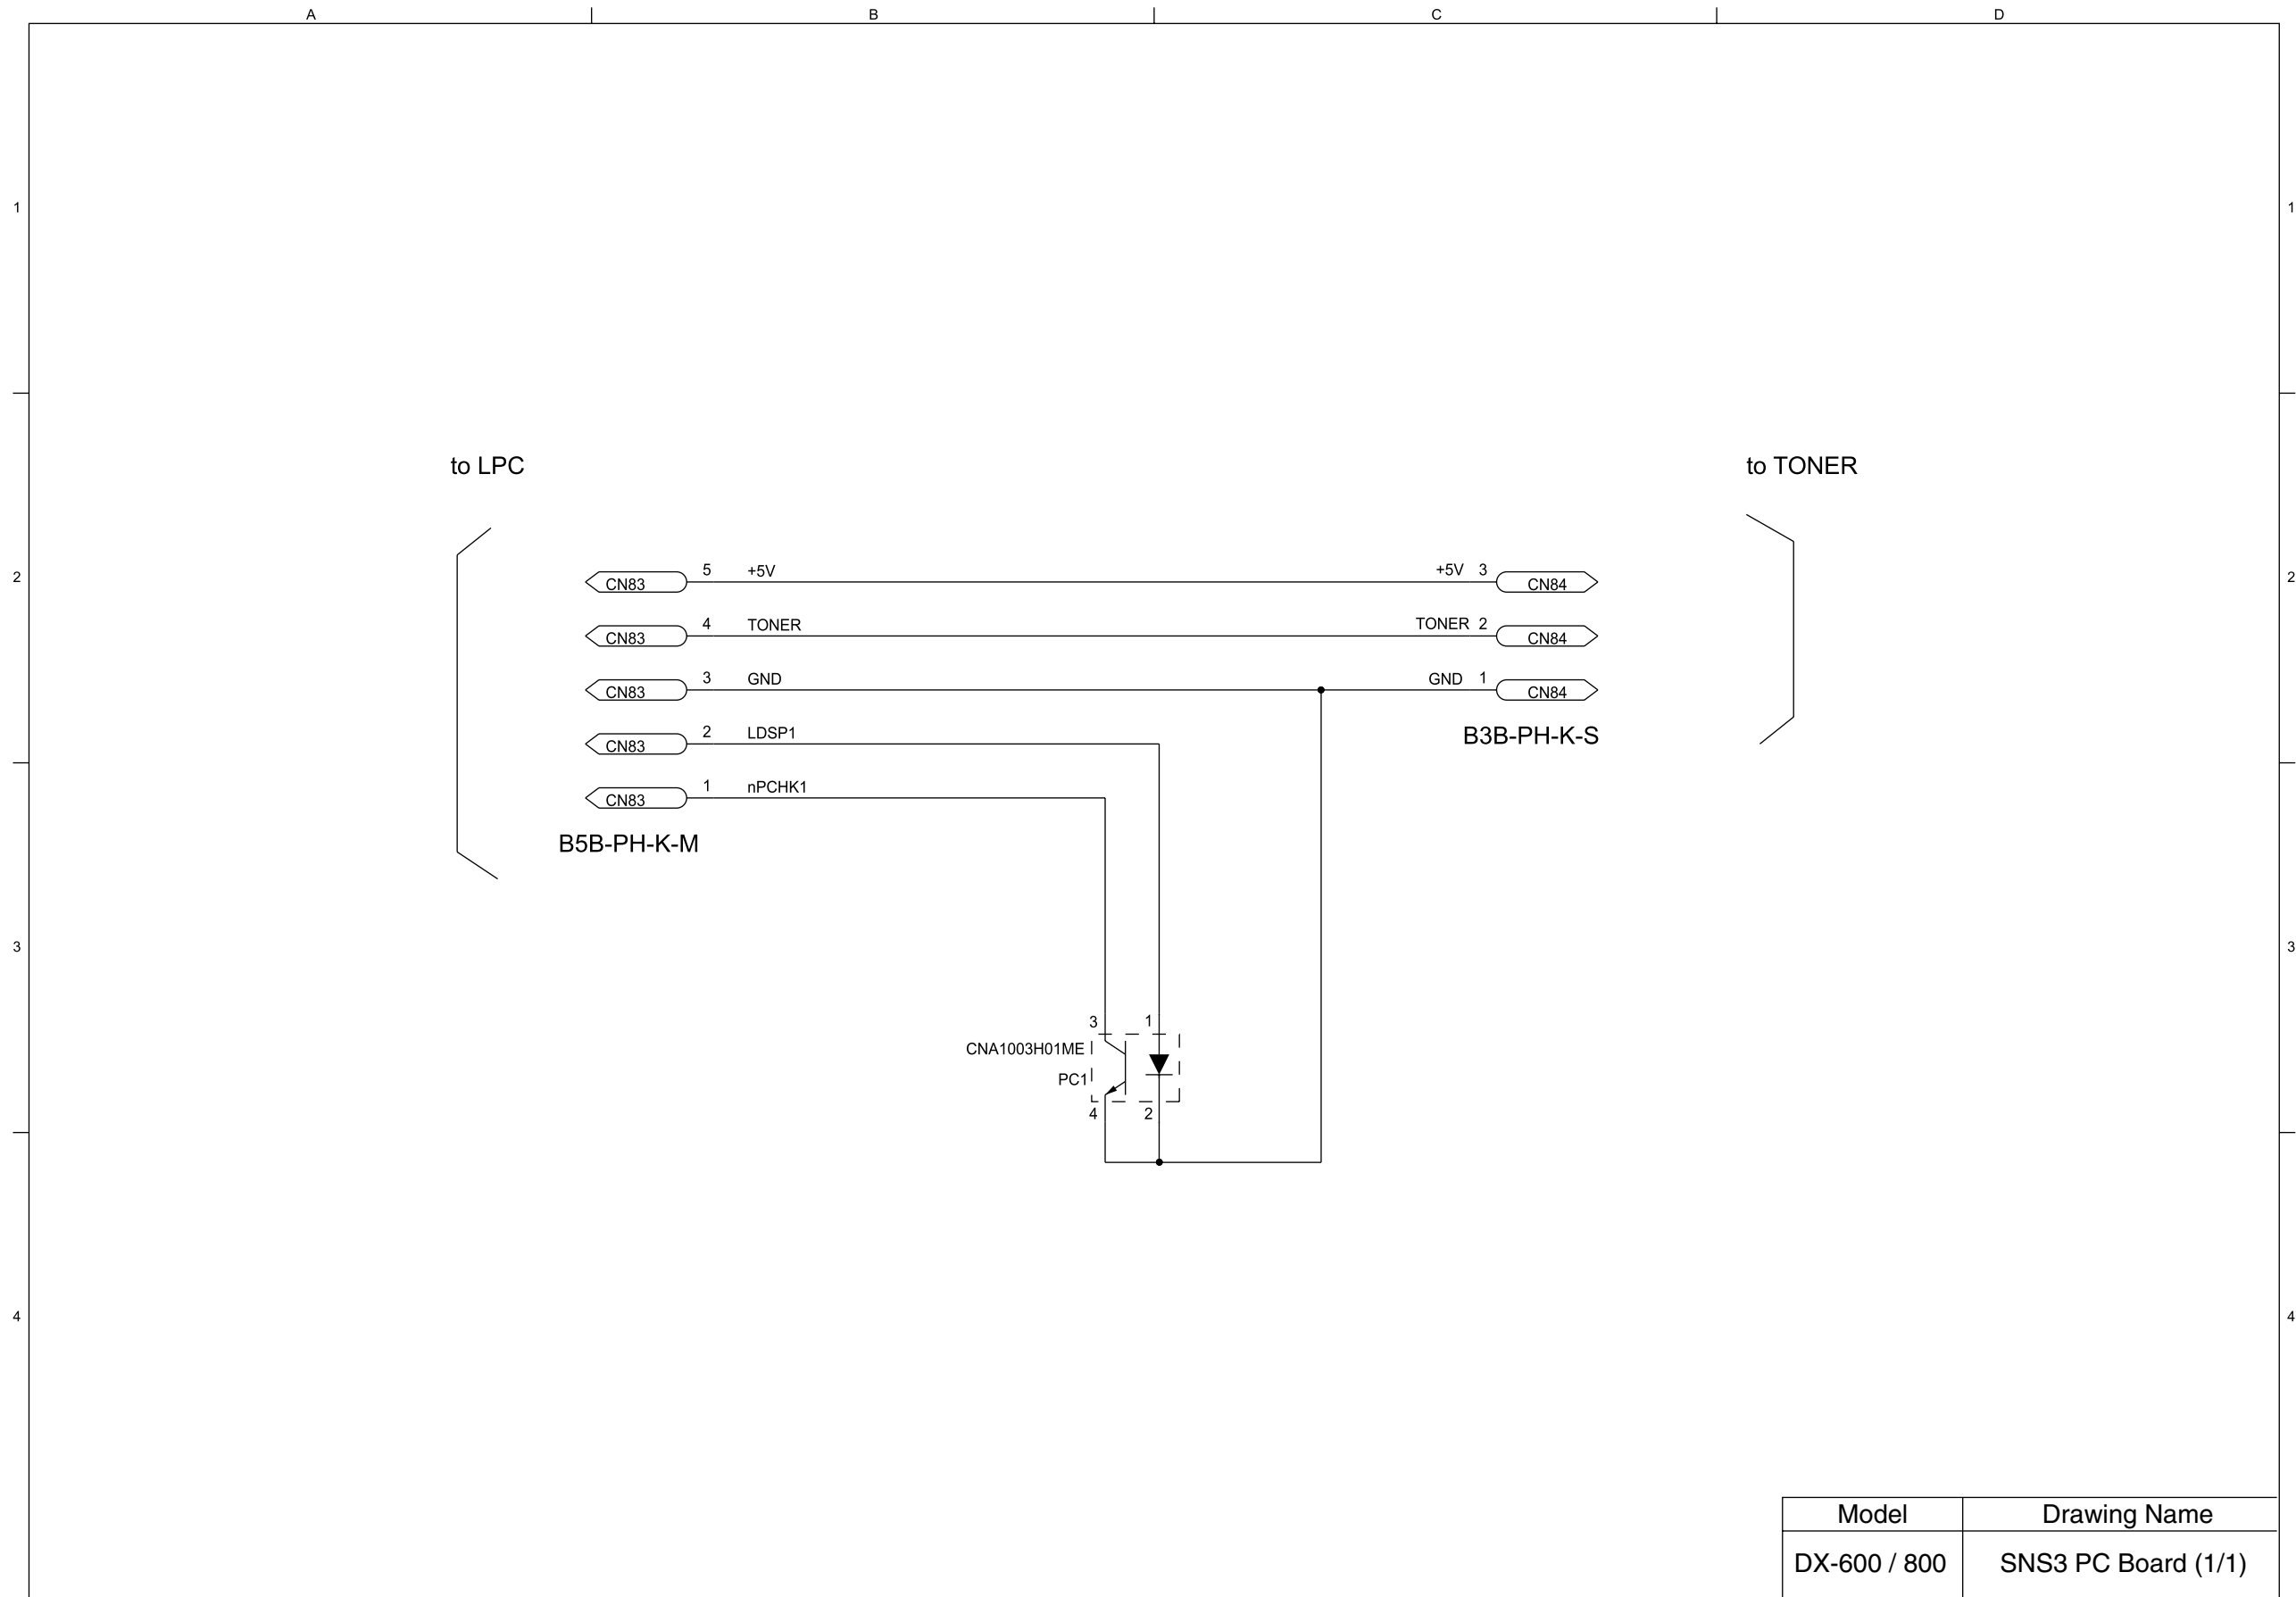 A B C D
1 1
to LPC to TONER
2 2
CN83 5 +5V +5V 3 CN84
CN83 4 TONER TONER 2 CN84
CN83 3 GND GND 1 CN84
CN83 2 LDSP1 B3B-PH-K-S
CN83 1 nPCHK1
B5B-PH-K-M
3 3
3 1
CNA1003H01ME
PC1
4 2
4 4
Model Drawing Name
DX-600 / 800 SNS3 PC Board (1/1)